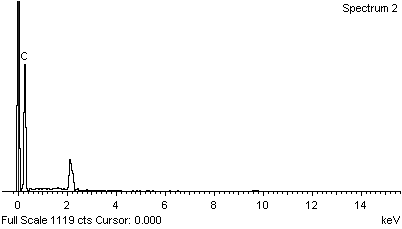 Spectrum 2
C
0 2 4 6 8 10 12 14
Full Scale 1119 cts Cursor: 0.000 keV